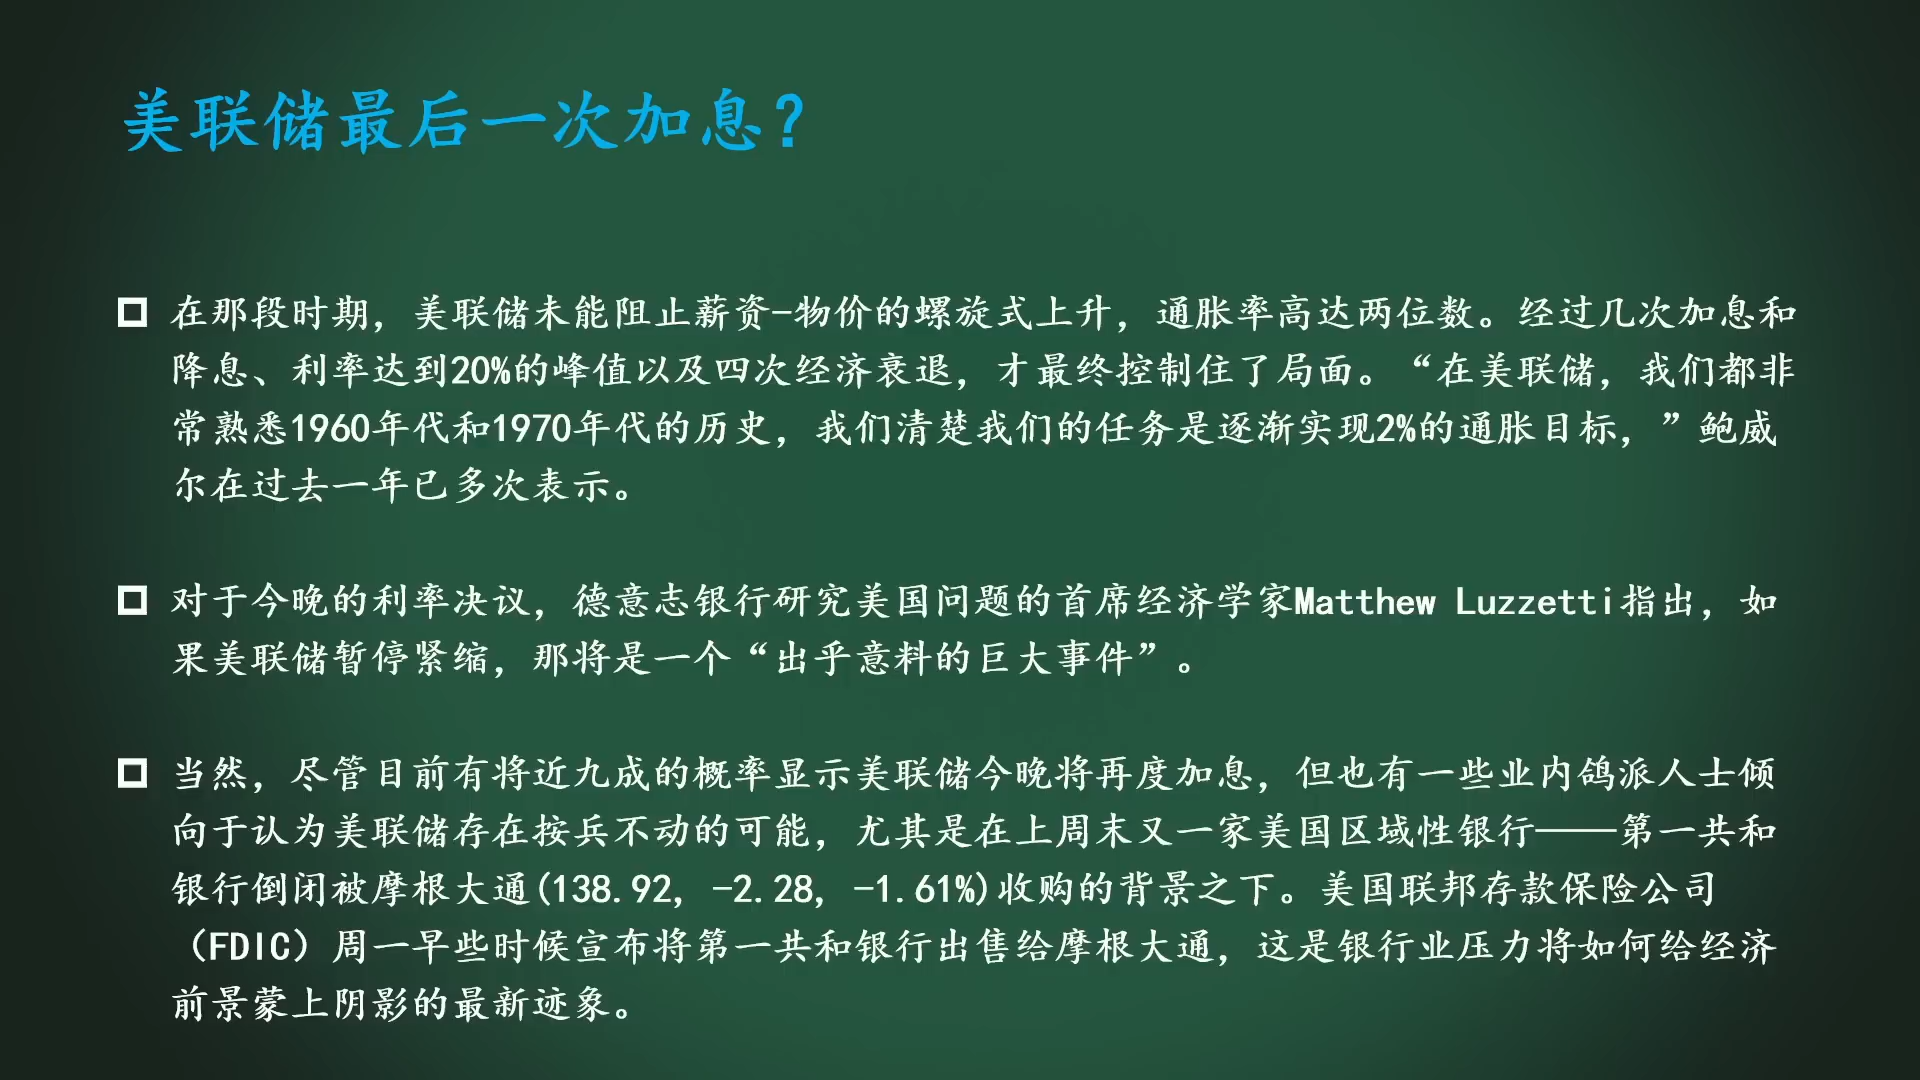 美联储最后一次加息？
在那段时期，美联储未能阻止薪资-物价的螺旋式上升，通胀率高达两位数。经过几次加息和
降息、利率达到20%的峰值以及四次经济衰退，才最终控制住了局面。“在美联储，我们都非
常熟悉1960年代和1970年代的历史，我们清楚我们的任务是逐渐实现2%的通胀目标，”鲍威
尔在过去一年已多次表示。
对于今晚的利率决议，德意志银行研究美国问题的首席经济学家Matthew Luzzetti指出，如
果美联储暂停紧缩，那将是一个“出乎意料的巨大事件”。
当然，尽管目前有将近九成的概率显示美联储今晚将再度加息，但也有一些业内鸽派人士倾
向于认为美联储存在按兵不动的可能，尤其是在上周末又一家美国区域性银行——第一共和
银行倒闭被摩根大通(138.92, -2.28, -1.61%)收购的背景之下。美国联邦存款保险公司
（FDIC）周一早些时候宣布将第一共和银行出售给摩根大通，这是银行业压力将如何给经济
前景蒙上阴影的最新迹象。